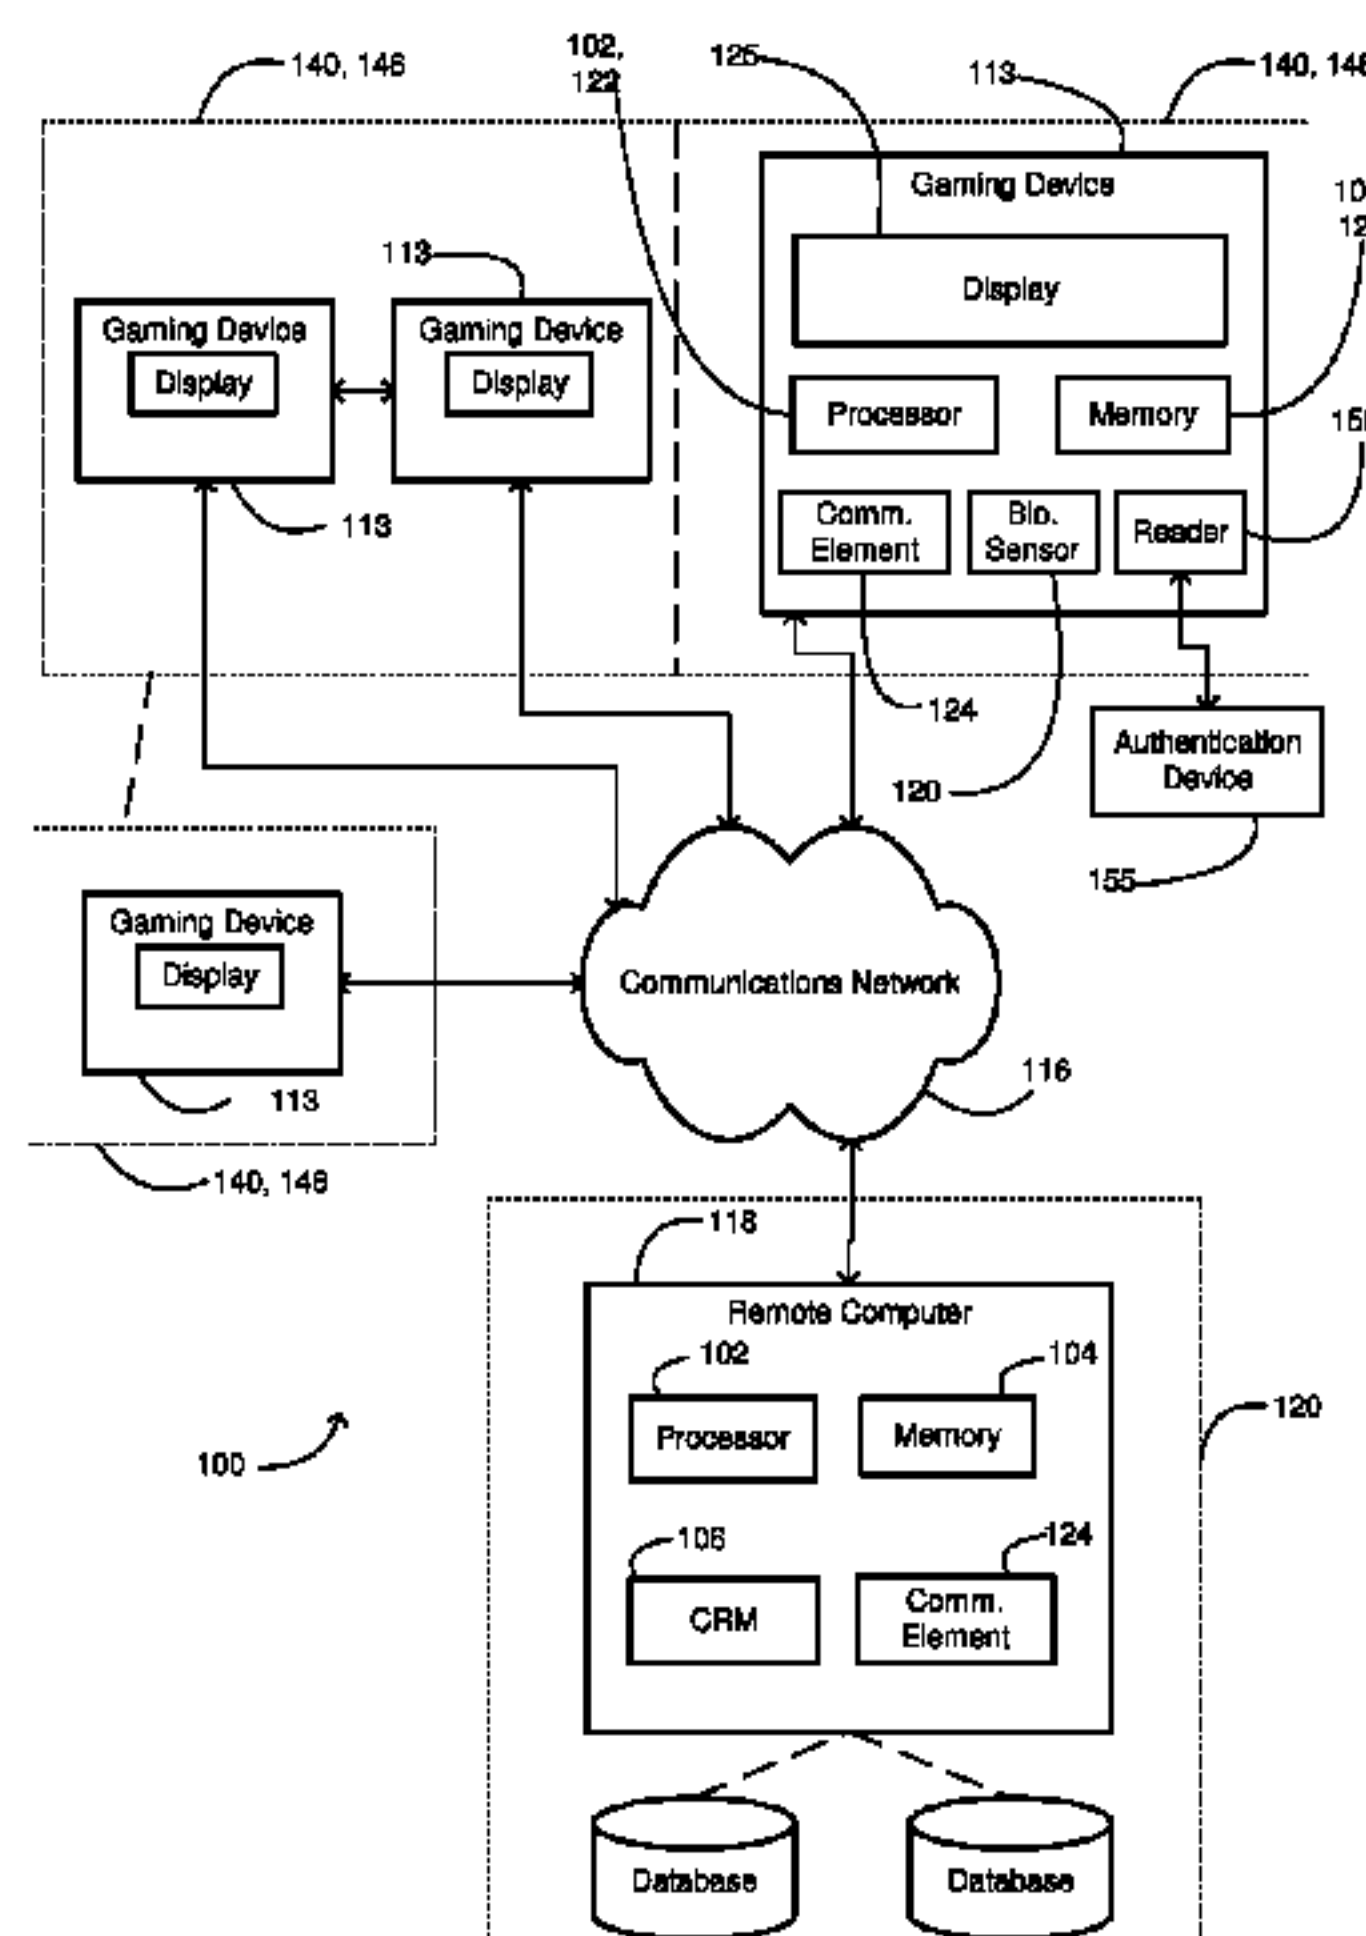 140, 146
102,
122
125
113
140, 146
Gaming Device
Display
Processor
Memory
Comm.
Element
Bio.
Sensor
Reader
113
Gaming Device
Display
Gaming Device
Display
113
124
120
Authentication
Device
155
Gaming Device
Display
113
140, 146
Communications Network
116
118
Remote Computer
102
Processor
104
Memory
106
CRM
124
Comm.
Element
120
100
Database
Database